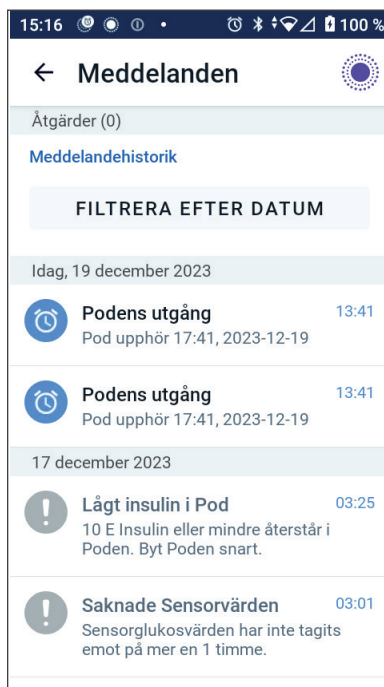 15:16 100 %
Meddelanden
Åtgärder (0)
Meddelandehistorik
FILTRERA EFTER DATUM
Idag, 19 december 2023
Podens utgång 13:41
Pod upphör 17:41, 2023-12-19
Podens utgång 13:41
Pod upphör 17:41, 2023-12-19
17 december 2023
Lågt insulin i Pod 03:25
10 E Insulin eller mindre återstår i
Poden. Byt Poden snart.
Saknade Sensorvärden 03:01
Sensorglukosvärden har inte tagits
emot på mer en 1 timme.